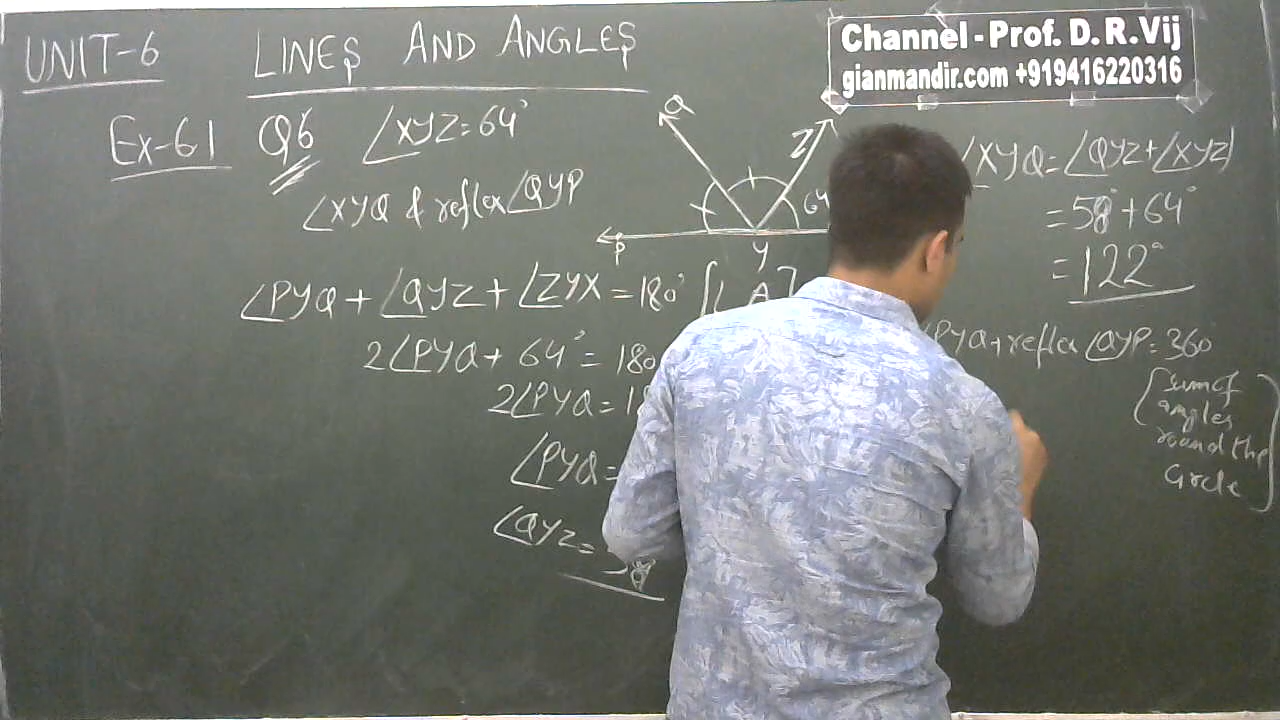 UNIT-6 LINES AND ANGLES
Channel - Prof. D. R. Vij
gianmandir.com +919416220316
Ex-6.1 Q6 ∠XYZ = 64°
∠XYQ & reflex ∠QYP
Q
Z
64
P
Y
∠PYQ + ∠QYZ + ∠ZYX = 180° [L A]
2∠PYQ + 64° = 180
2∠PYQ = 18
∠PYQ =
∠QYZ =
∠XYQ = ∠QYZ + ∠XYZ
= 58° + 64°
= 122°
∠PYQ + reflex ∠QYP = 360
[sum of
angles
round the
circle]